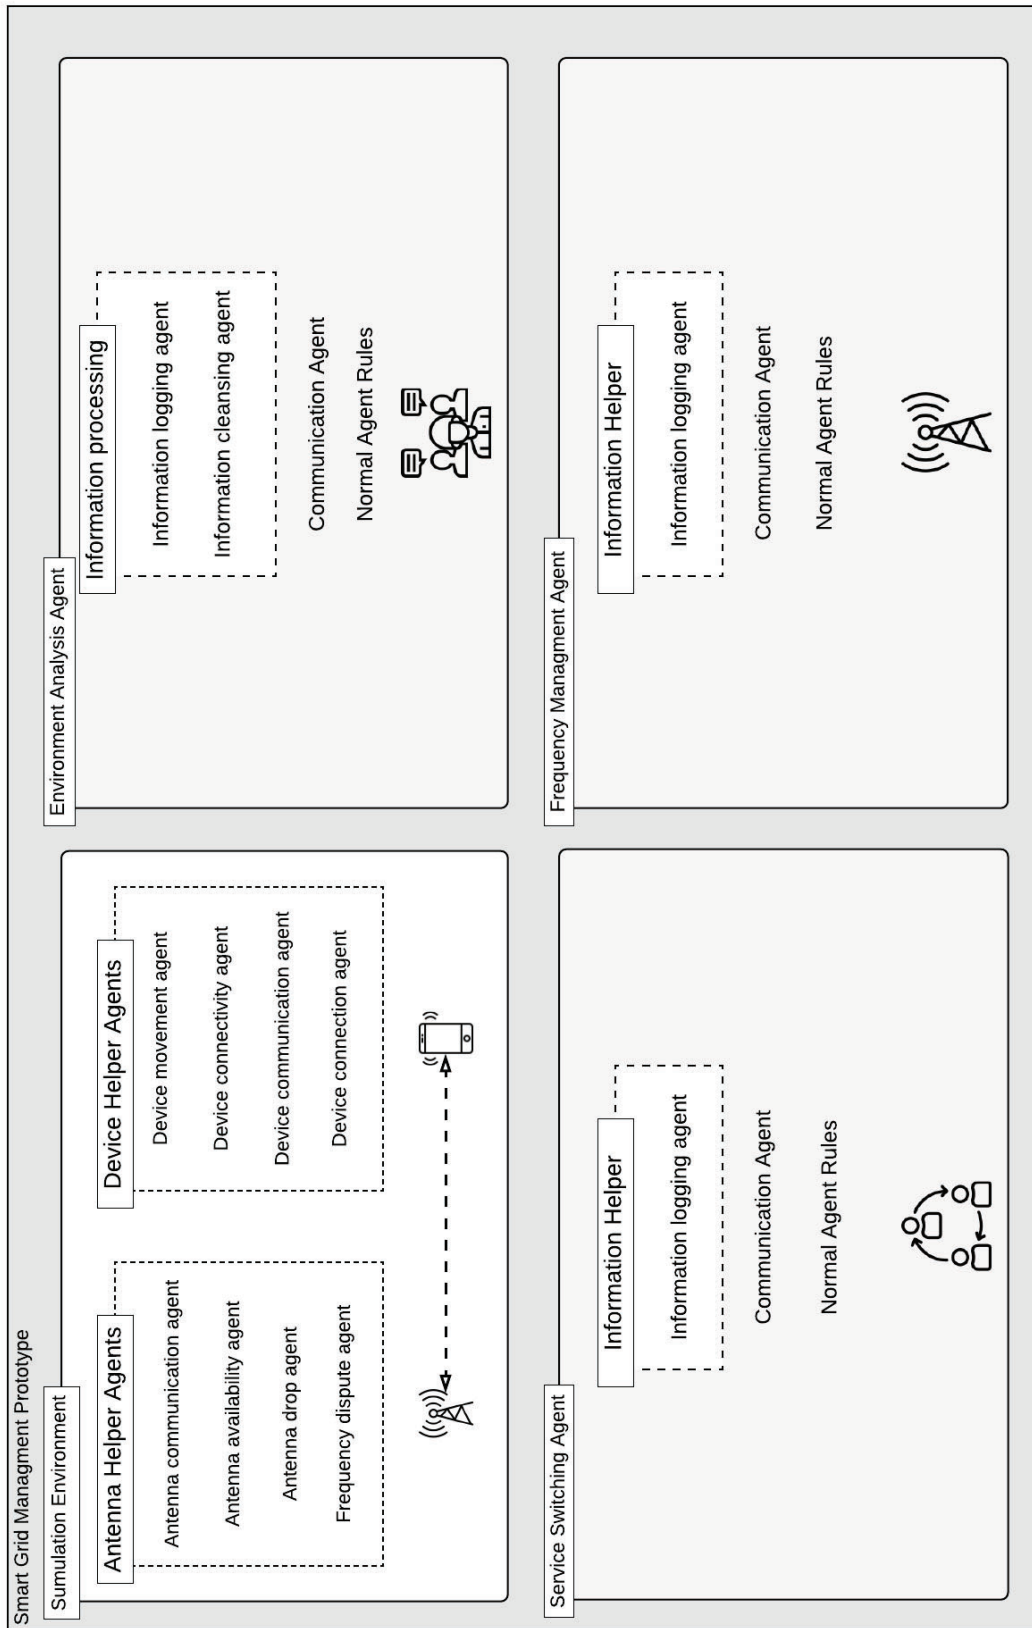 Smart Grid Managment Prototype
Sumulation Environment
Antenna Helper Agents
Antenna communication agent
Antenna availability agent
Antenna drop agent
Frequency dispute agent
Device Helper Agents
Device movement agent
Device connectivity agent
Device communication agent
Device connection agent
Environment Analysis Agent
Information processing
Information logging agent
Information cleansing agent
Communication Agent
Normal Agent Rules
Service Switching Agent
Information Helper
Information logging agent
Communication Agent
Normal Agent Rules
Frequency Managment Agent
Information Helper
Information logging agent
Communication Agent
Normal Agent Rules